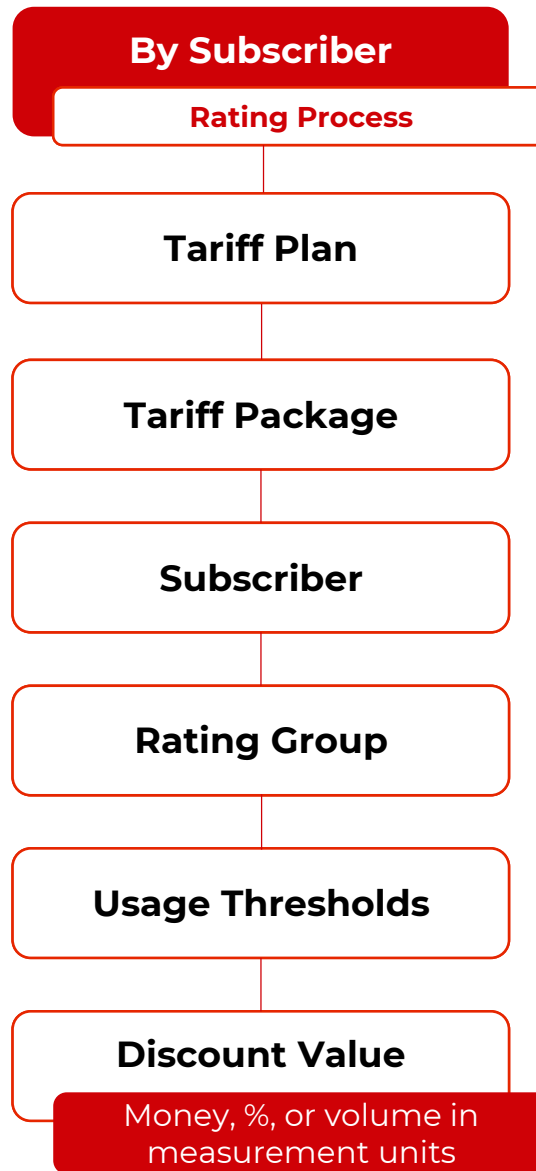 By Subscriber
Rating Process
Tariff Plan
Tariff Package
Subscriber
Rating Group
Usage Thresholds
Discount Value
Money, %, or volume in
measurement units